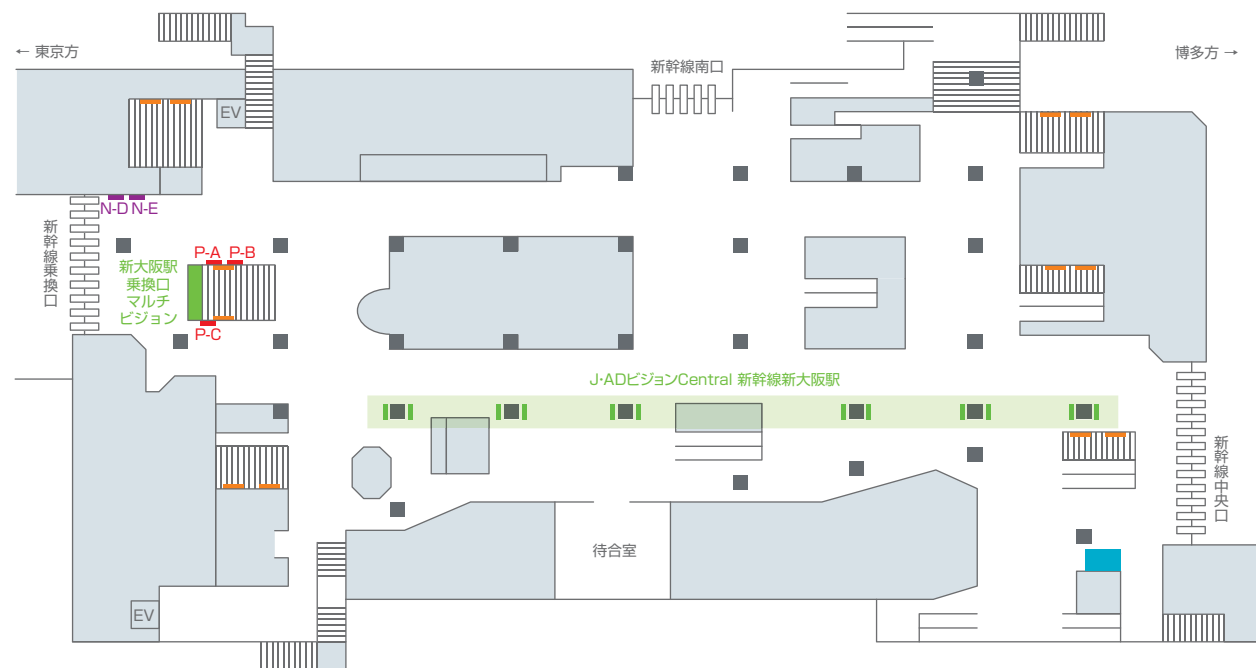 ← 東京方
新幹線南口
博多方 →
EV
N-D N-E
新幹線乗換口
P-A P-B
新大阪駅
乗換口
マルチ
ビジョン
P-C
J・ADビジョンCentral 新幹線新大阪駅
新幹線中央口
待合室
EV